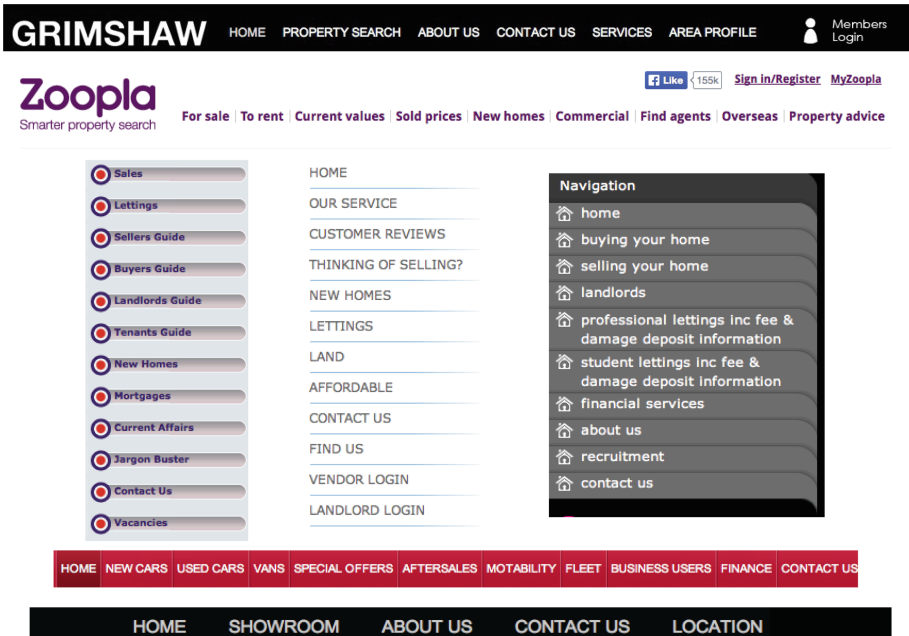 GRIMSHAW HOME PROPERTY SEARCH ABOUT US CONTACT US SERVICES AREA PROFILE Members
Login
Like 155k Sign in/Register MyZoopla
Zoopla
Smarter property search
For sale To rent Current values Sold prices New homes Commercial Find agents Overseas Property advice
Sales
Lettings
Sellers Guide
Buyers Guide
Landlords Guide
Tenants Guide
New Homes
Mortgages
Current Affairs
Jargon Buster
Contact Us
Vacancies
HOME
OUR SERVICE
CUSTOMER REVIEWS
THINKING OF SELLING?
NEW HOMES
LETTINGS
LAND
AFFORDABLE
CONTACT US
FIND US
VENDOR LOGIN
LANDLORD LOGIN
Navigation
home
buying your home
selling your home
landlords
professional lettings inc fee &
damage deposit information
student lettings inc fee &
damage deposit information
financial services
about us
recruitment
contact us
HOME NEW CARS USED CARS VANS SPECIAL OFFERS AFTERSALES MOTABILITY FLEET BUSINESS USERS FINANCE CONTACT US
HOME SHOWROOM ABOUT US CONTACT US LOCATION